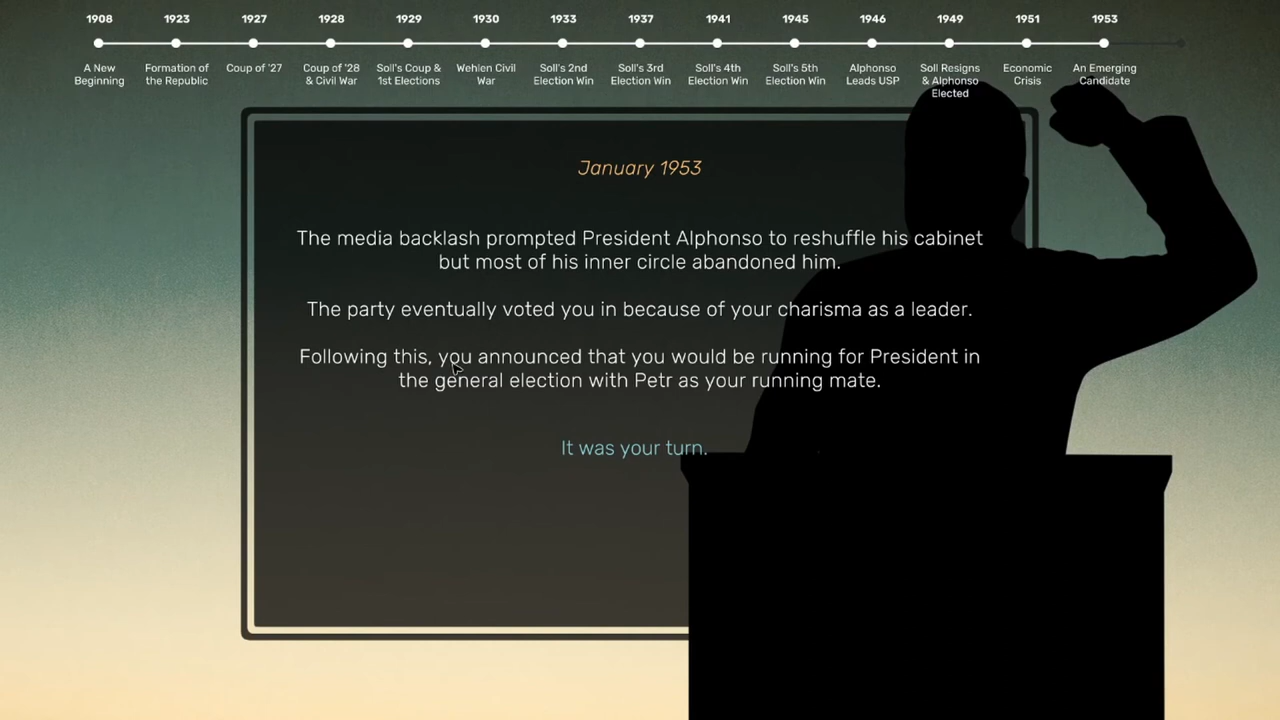 1908 1923 1927 1928 1929 1930 1933 1937 1941 1945 1946 1949 1951 1953
A New Beginning
Formation of the Republic
Coup of '27
Coup of '28 & Civil War
Soll's Coup & 1st Elections
Wehlen Civil War
Soll's 2nd Election Win
Soll's 3rd Election Win
Soll's 4th Election Win
Soll's 5th Election Win
Alphonso Leads USP
Soll Resigns & Alphonso Elected
Economic Crisis
An Emerging Candidate
January 1953
The media backlash prompted President Alphonso to reshuffle his cabinet
but most of his inner circle abandoned him.
The party eventually voted you in because of your charisma as a leader.
Following this, you announced that you would be running for President in
the general election with Petr as your running mate.
It was your turn.